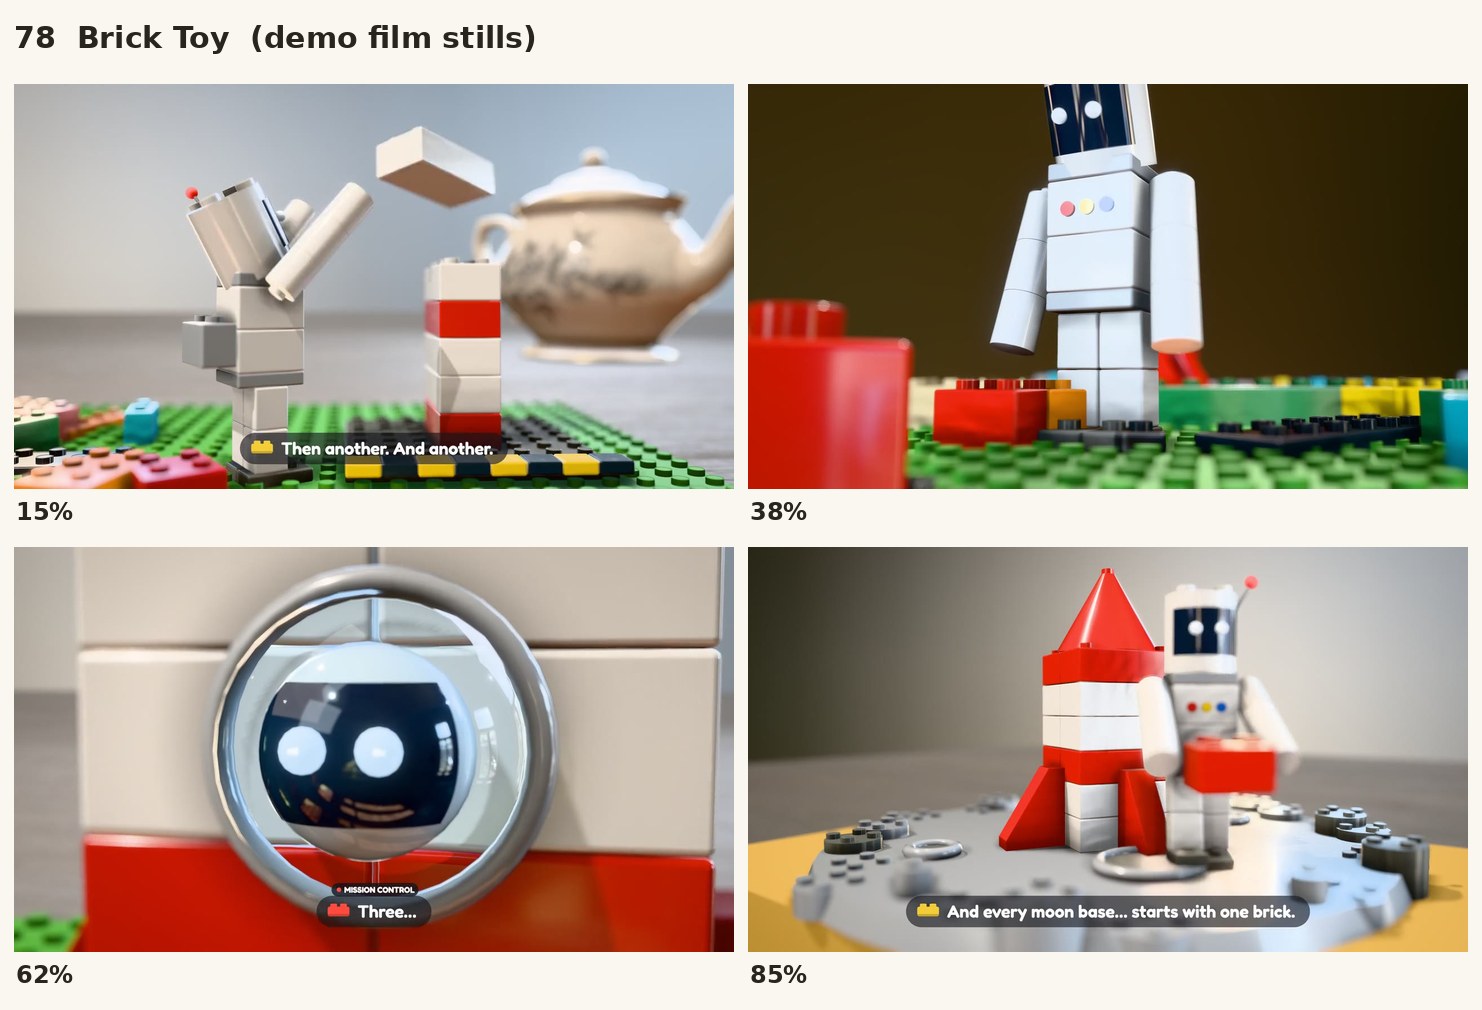 78 Brick Toy (demo film stills)
Then another. And another.
15%
38%
MISSION CONTROL
Three...
62%
And every moon base... starts with one brick.
85%